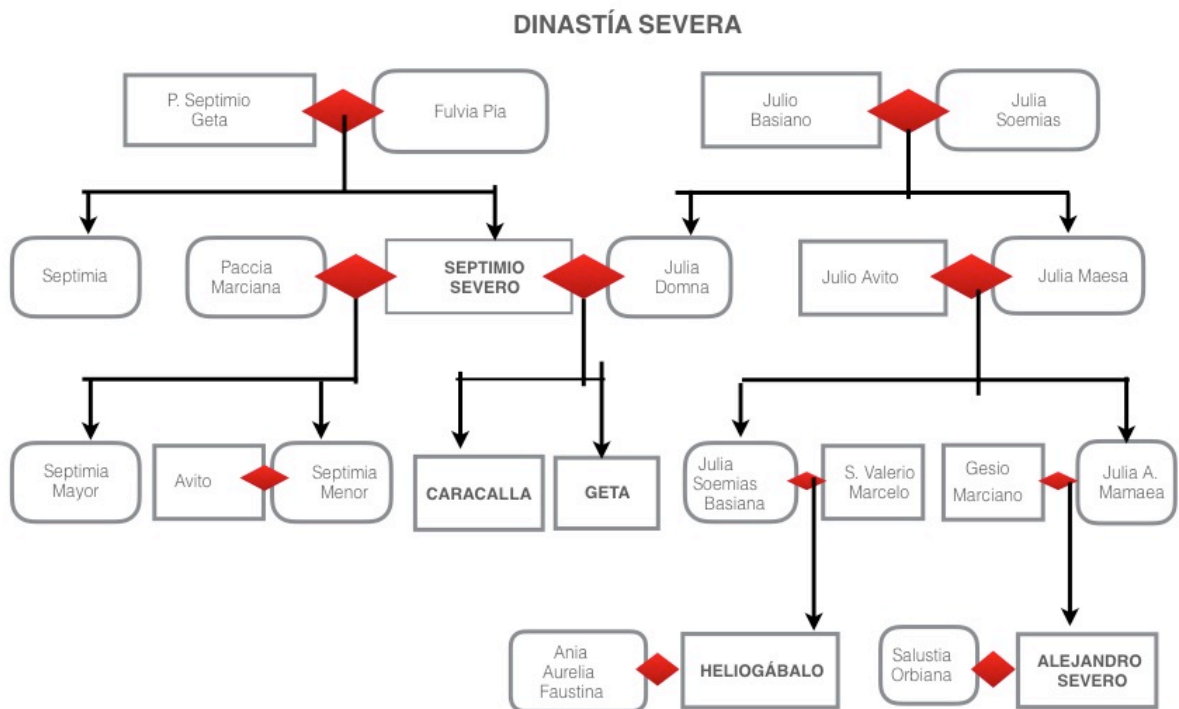 DINASTÍA SEVERA
P. Septimio
Geta
Fulvia Pía
Julio
Basiano
Julia
Soemias
Septimia
Paccia
Marciana
SEPTIMIO
SEVERO
Julia
Domna
Julio Avito
Julia Maesa
Septimia
Mayor
Avito
Septimia
Menor
CARACALLA
GETA
Julia
Soemias
Basiana
S. Valerio
Marcelo
Gesio
Marciano
Julia A.
Mamaea
Ania
Aurelia
Faustina
HELIOGÁBALO
Salustia
Orbiana
ALEJANDRO
SEVERO